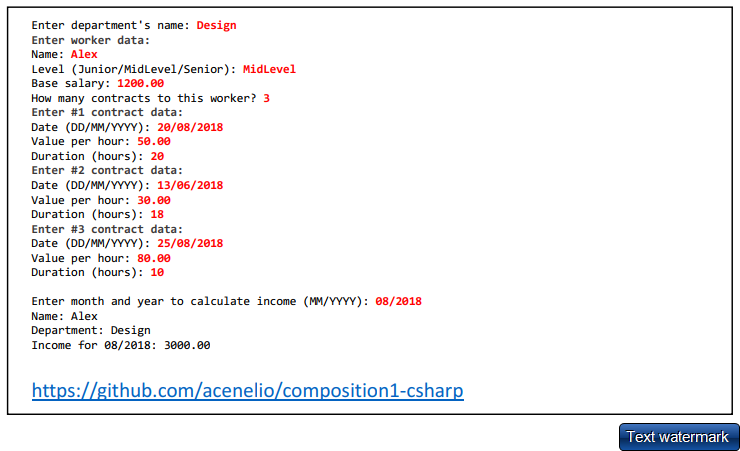 Enter department's name: Design
Enter worker data:
Name: Alex
Level (Junior/MidLevel/Senior): MidLevel
Base salary: 1200.00
How many contracts to this worker? 3
Enter #1 contract data:
Date (DD/MM/YYYY): 20/08/2018
Value per hour: 50.00
Duration (hours): 20
Enter #2 contract data:
Date (DD/MM/YYYY): 13/06/2018
Value per hour: 30.00
Duration (hours): 18
Enter #3 contract data:
Date (DD/MM/YYYY): 25/08/2018
Value per hour: 80.00
Duration (hours): 10
Enter month and year to calculate income (MM/YYYY): 08/2018
Name: Alex
Department: Design
Income for 08/2018: 3000.00
https://github.com/acenelio/composition1-csharp
Text watermark